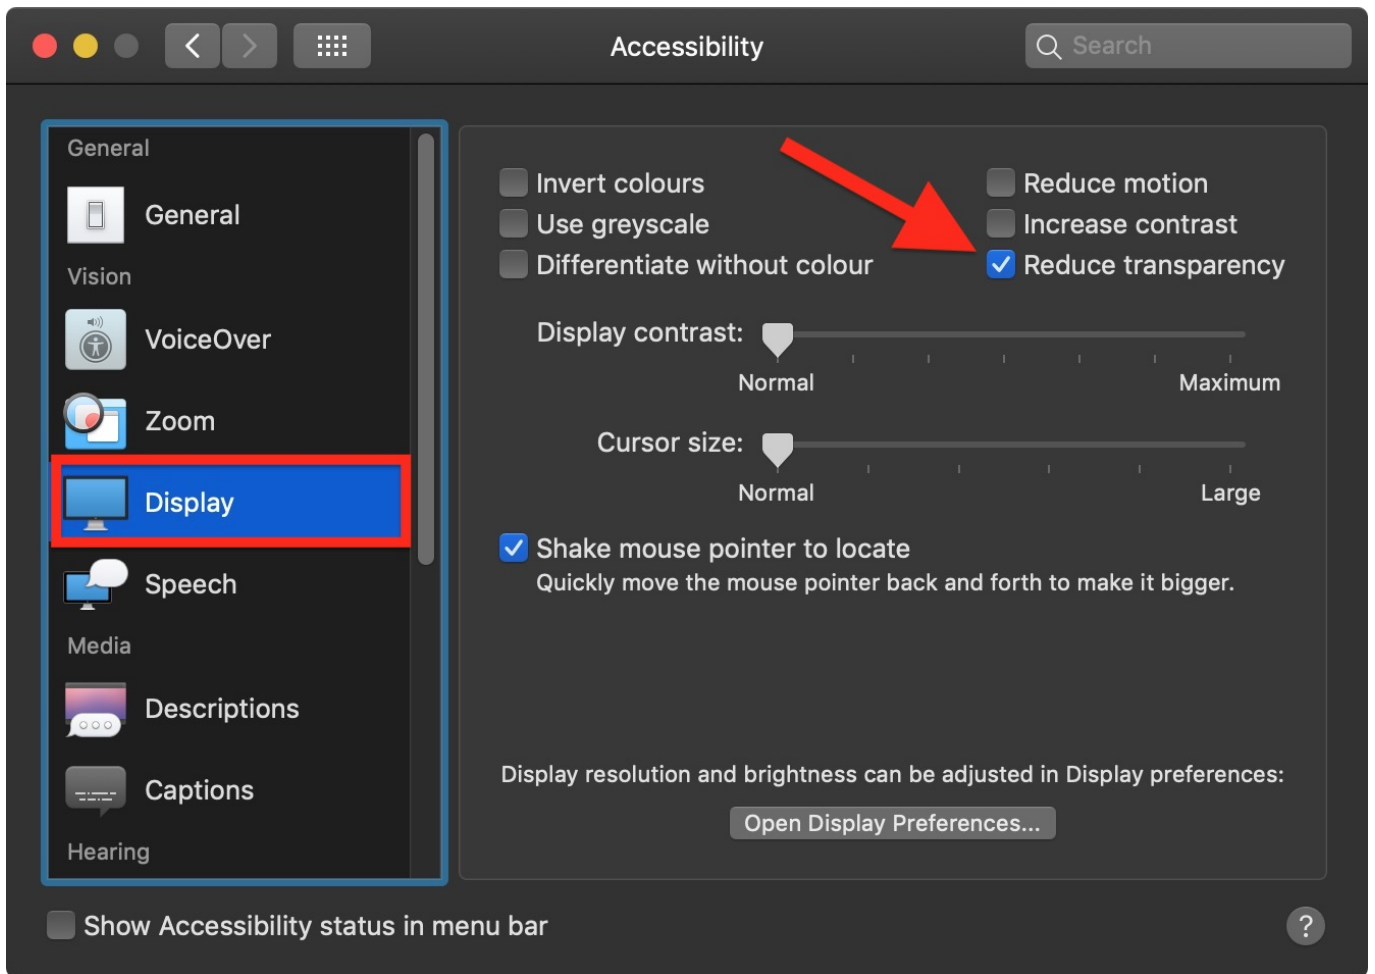 Accessibility
Search
General
General
Vision
VoiceOver
Zoom
Display
Speech
Media
Descriptions
Captions
Hearing
Invert colours
Use greyscale
Differentiate without colour
Reduce motion
Increase contrast
Reduce transparency
Display contrast:
Normal
Maximum
Cursor size:
Normal
Large
Shake mouse pointer to locate
Quickly move the mouse pointer back and forth to make it bigger.
Display resolution and brightness can be adjusted in Display preferences:
Open Display Preferences...
Show Accessibility status in menu bar
?